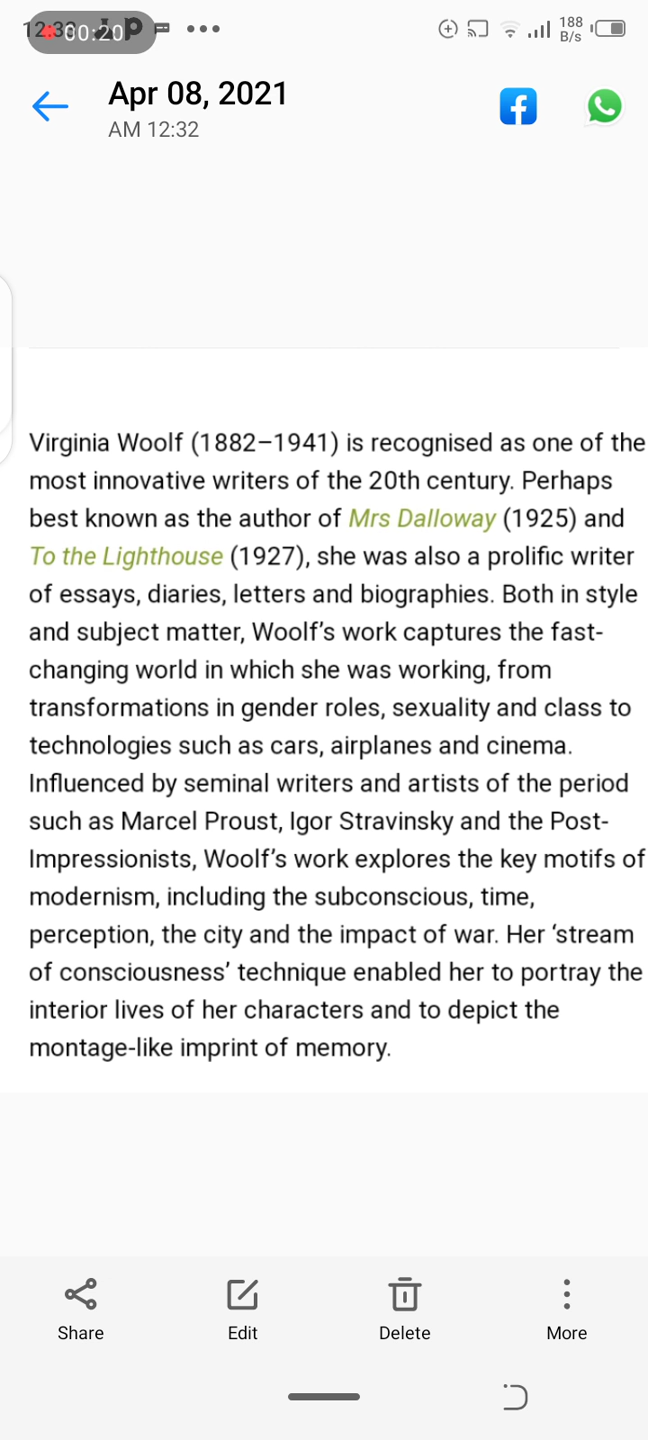 00:20
188
B/s
Apr 08, 2021
AM 12:32
Virginia Woolf (1882–1941) is recognised as one of the
most innovative writers of the 20th century. Perhaps
best known as the author of Mrs Dalloway (1925) and
To the Lighthouse (1927), she was also a prolific writer
of essays, diaries, letters and biographies. Both in style
and subject matter, Woolf’s work captures the fast-
changing world in which she was working, from
transformations in gender roles, sexuality and class to
technologies such as cars, airplanes and cinema.
Influenced by seminal writers and artists of the period
such as Marcel Proust, Igor Stravinsky and the Post-
Impressionists, Woolf’s work explores the key motifs of
modernism, including the subconscious, time,
perception, the city and the impact of war. Her ‘stream
of consciousness’ technique enabled her to portray the
interior lives of her characters and to depict the
montage-like imprint of memory.
Share Edit Delete More